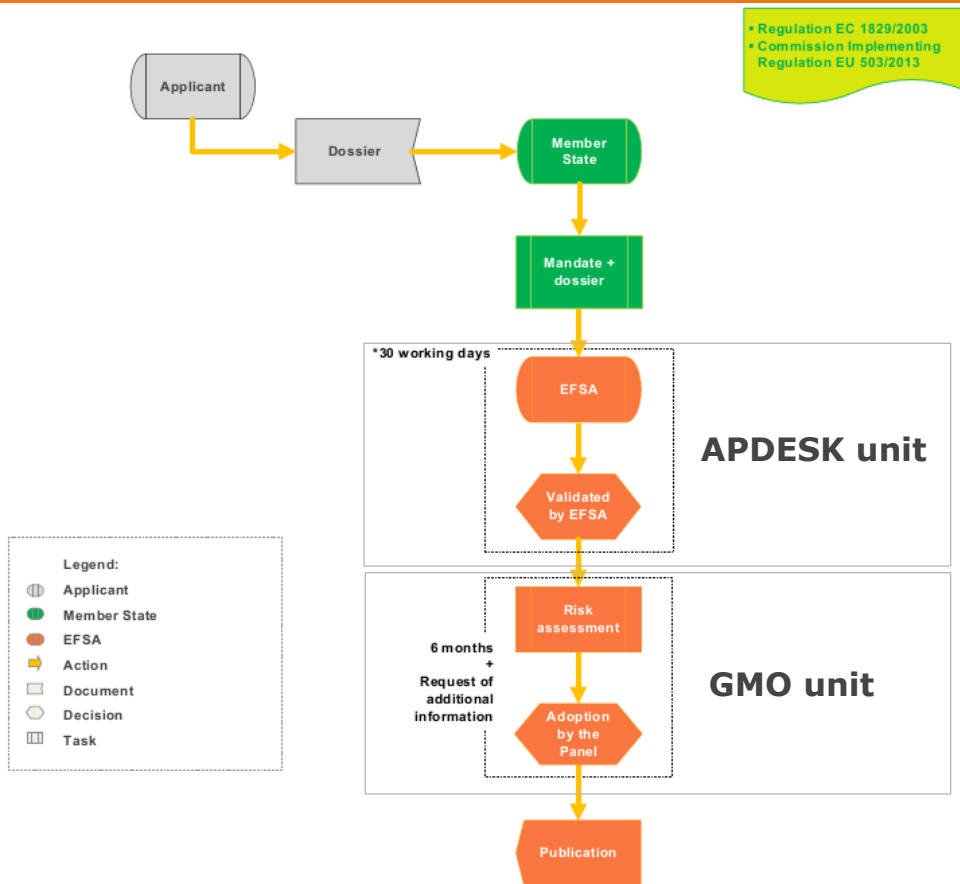 ▪ Regulation EC 1829/2003
▪ Commission Implementing
Regulation EU 503/2013
Applicant
Dossier
Member
State
Mandate +
dossier
*30 working days
EFSA
APDESK unit
Validated
by EFSA
Legend:
Applicant
Member State
EFSA
Action
Document
Decision
Task
Risk
assessment
6 months
+
Request of
additional
information
GMO unit
Adoption
by the
Panel
Publication